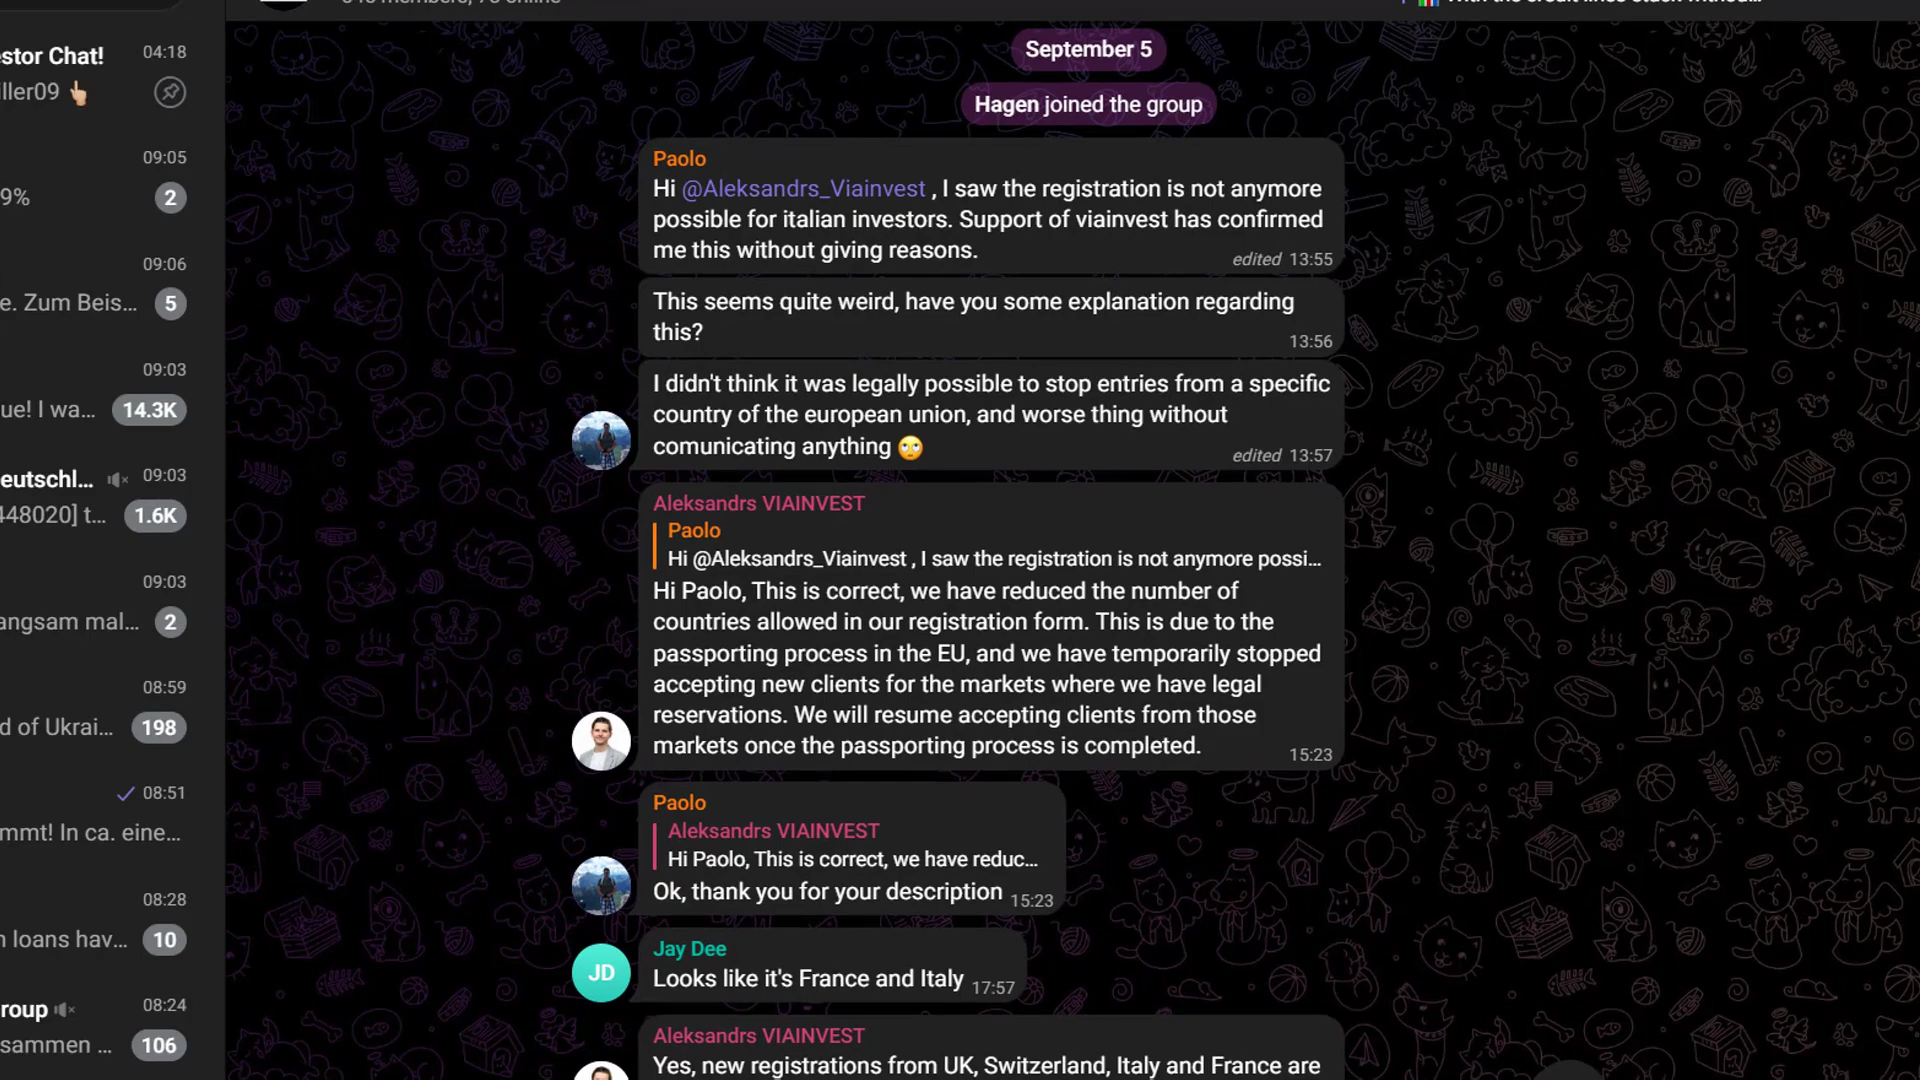 estor Chat!
04:18
iller09 👆🏻
09:05
9%
2
09:06
e. Zum Beis...
5
09:03
ue! I wa...
14.3K
eutschl...
09:03
448020] t...
1.6K
09:03
angsam mal...
2
08:59
d of Ukrai...
198
08:51
mmt! In ca. eine...
08:28
n loans hav...
10
roup
08:24
sammen ...
106
September 5
Hagen joined the group
Paolo
Hi @Aleksandrs_Viainvest , I saw the registration is not anymore
possible for italian investors. Support of viainvest has confirmed
me this without giving reasons.
edited 13:55
This seems quite weird, have you some explanation regarding
this?
13:56
I didn't think it was legally possible to stop entries from a specific
country of the european union, and worse thing without
comunicating anything 🙄
edited 13:57
Aleksandrs VIAINVEST
Paolo
Hi @Aleksandrs_Viainvest , I saw the registration is not anymore possi...
Hi Paolo, This is correct, we have reduced the number of
countries allowed in our registration form. This is due to the
passporting process in the EU, and we have temporarily stopped
accepting new clients for the markets where we have legal
reservations. We will resume accepting clients from those
markets once the passporting process is completed.
15:23
Paolo
Aleksandrs VIAINVEST
Hi Paolo, This is correct, we have reduc...
Ok, thank you for your description
15:23
JD
Jay Dee
Looks like it's France and Italy
17:57
Aleksandrs VIAINVEST
Yes, new registrations from UK, Switzerland, Italy and France are